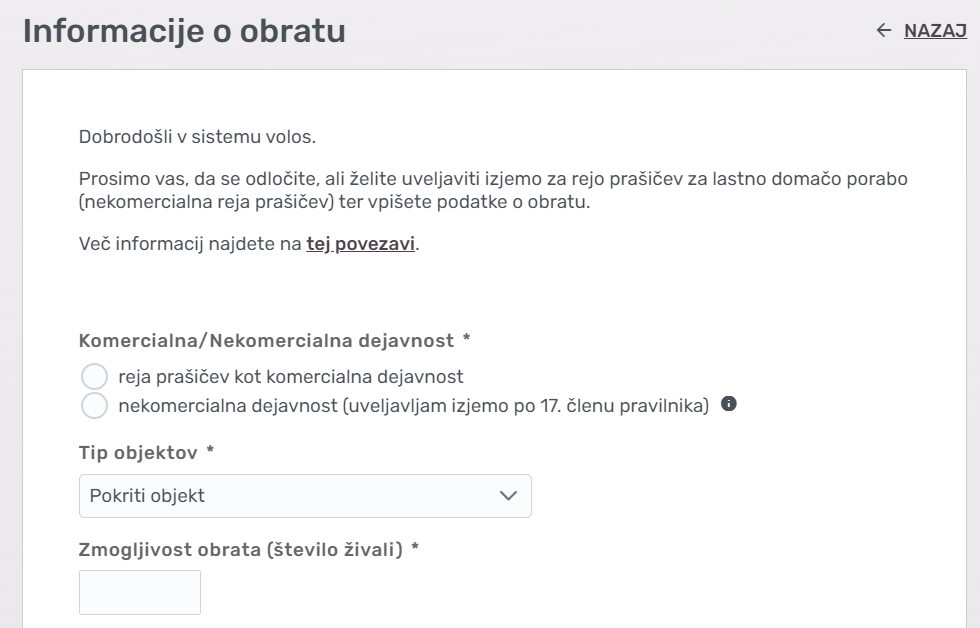 Informacije o obratu
← NAZAJ
Dobrodošli v sistemu volos.
Prosimo vas, da se odločite, ali želite uveljaviti izjemo za rejo prašičev za lastno domačo porabo
(nekomercialna reja prašičev) ter vpišete podatke o obratu.
Več informacij najdete na tej povezavi.
Komercialna/Nekomercialna dejavnost *
reja prašičev kot komercialna dejavnost
nekomercialna dejavnost (uveljavljam izjemo po 17. členu pravilnika)
Tip objektov *
Pokriti objekt
Zmogljivost obrata (število živali) *